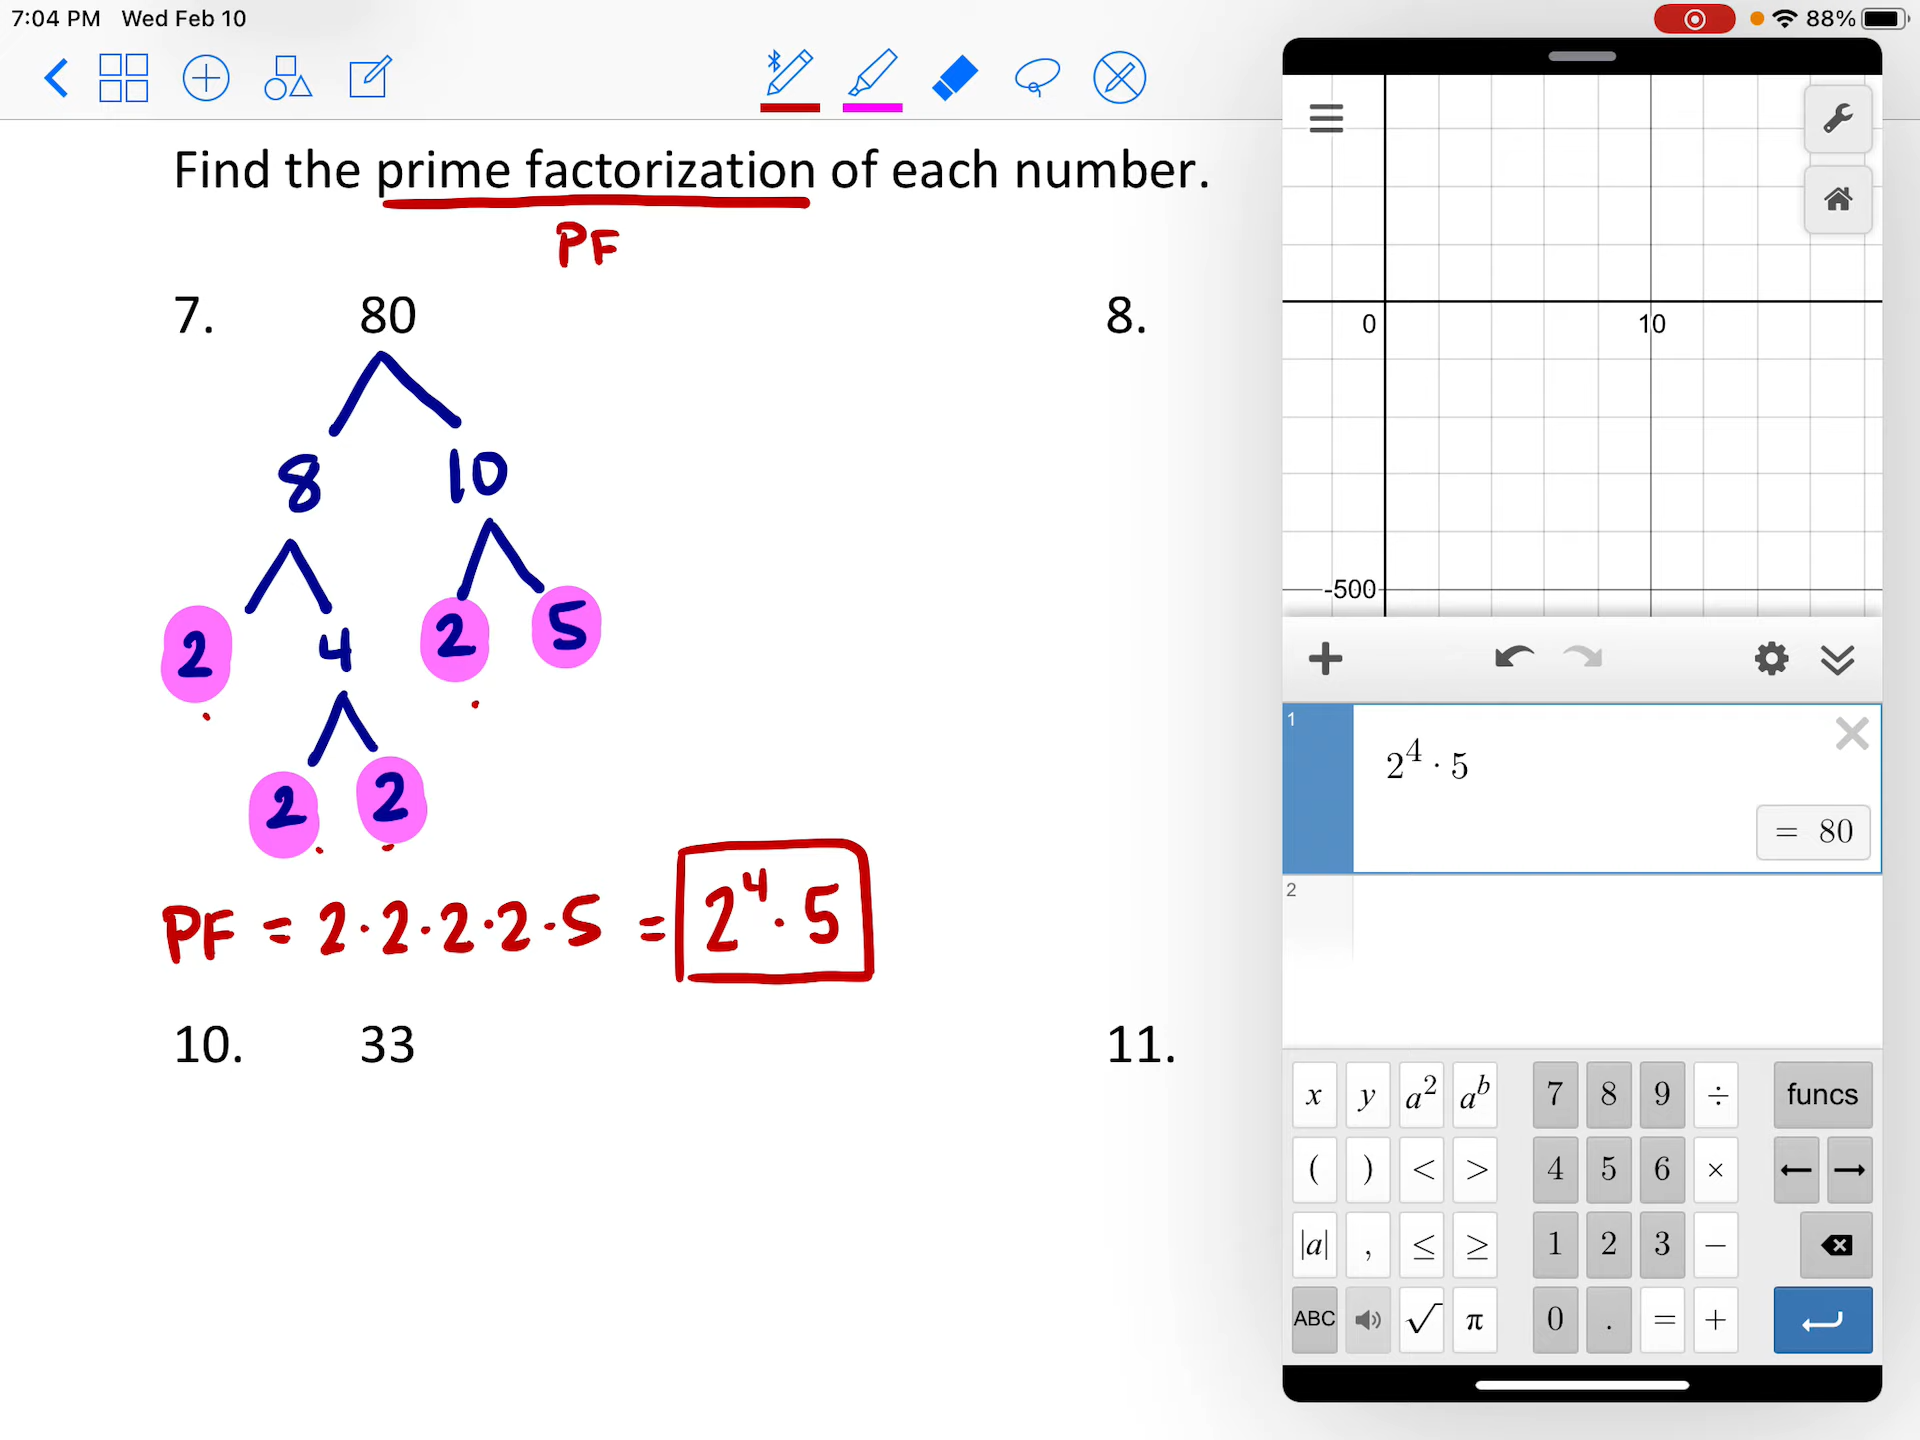 7:04 PM Wed Feb 10
88%
Find the prime factorization of each number.
PF
7. 80
8.
8 10
2 4 2 5
2 2
PF = 2·2·2·2·5 = 2⁴·5
10. 33
11.
0 10
-500
1
2⁴·5
= 80
2
x y a² aᵇ 7 8 9 ÷ funcs
( ) < > 4 5 6 × ← →
|a| , ≤ ≥ 1 2 3 −
ABC √ π 0 . = +